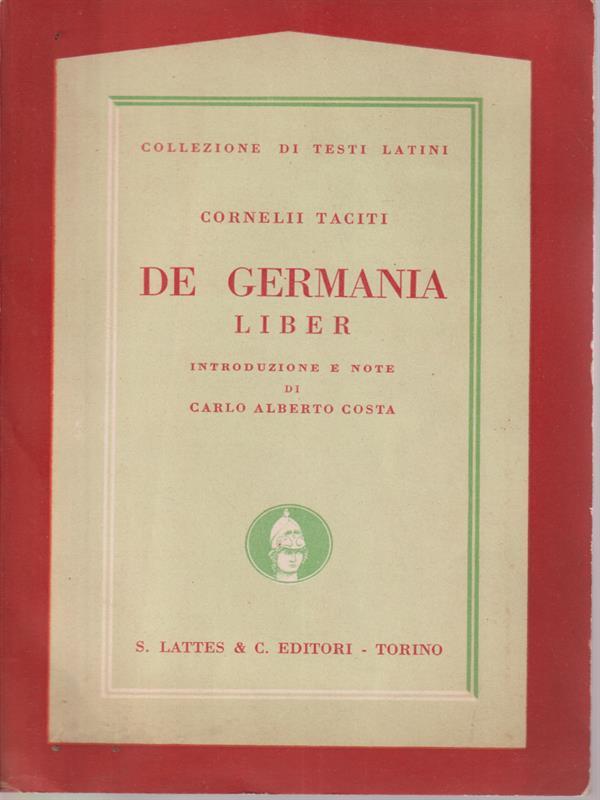 COLLEZIONE DI TESTI LATINI
CORNELII TACITI
DE GERMANIA
LIBER
INTRODUZIONE E NOTE
DI
CARLO ALBERTO COSTA
S. LATTES & C. EDITORI - TORINO